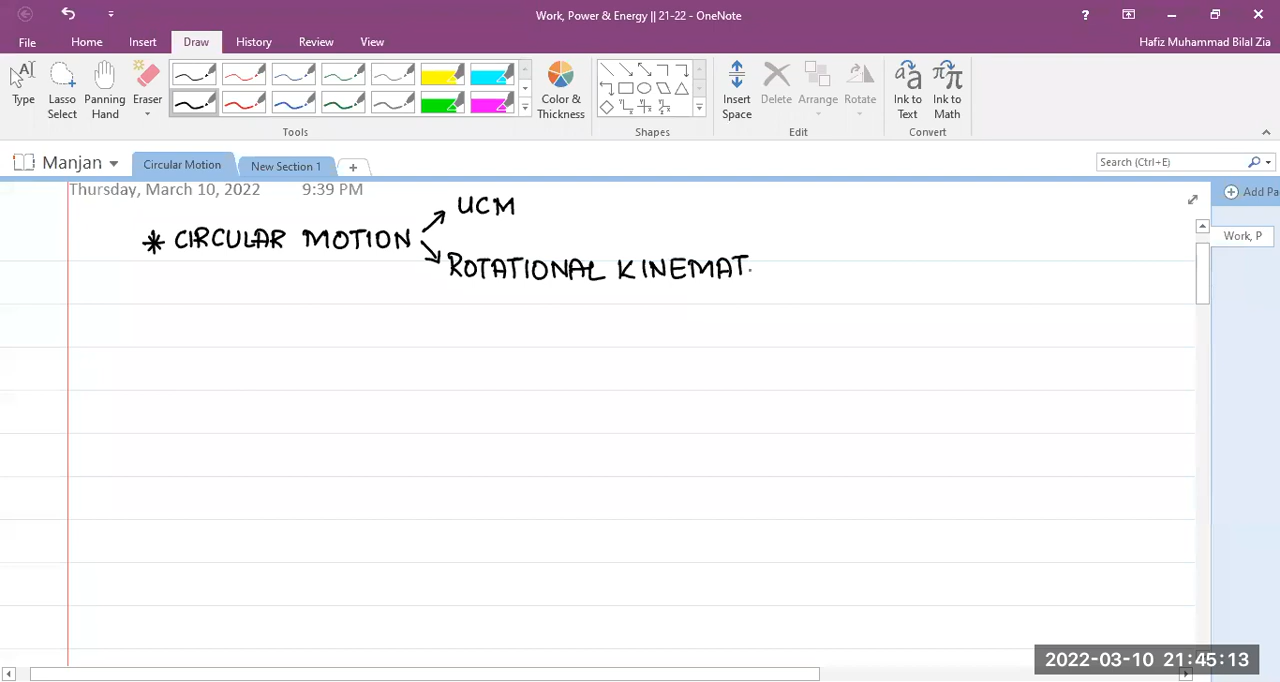 Work, Power & Energy || 21-22 - OneNote
?
File Home Insert Draw History Review View
Hafiz Muhammad Bilal Zia
Type Lasso Select Panning Hand Eraser
Color & Thickness
Insert Space Delete Arrange Rotate
Ink to Text Ink to Math
Tools Shapes Edit Convert
Manjan Circular Motion New Section 1 +
Search (Ctrl+E)
Thursday, March 10, 2022 9:39 PM
Add Pa
Work, P
UCM
* CIRCULAR MOTION
ROTATIONAL KINEMAT
2022-03-10 21:45:13